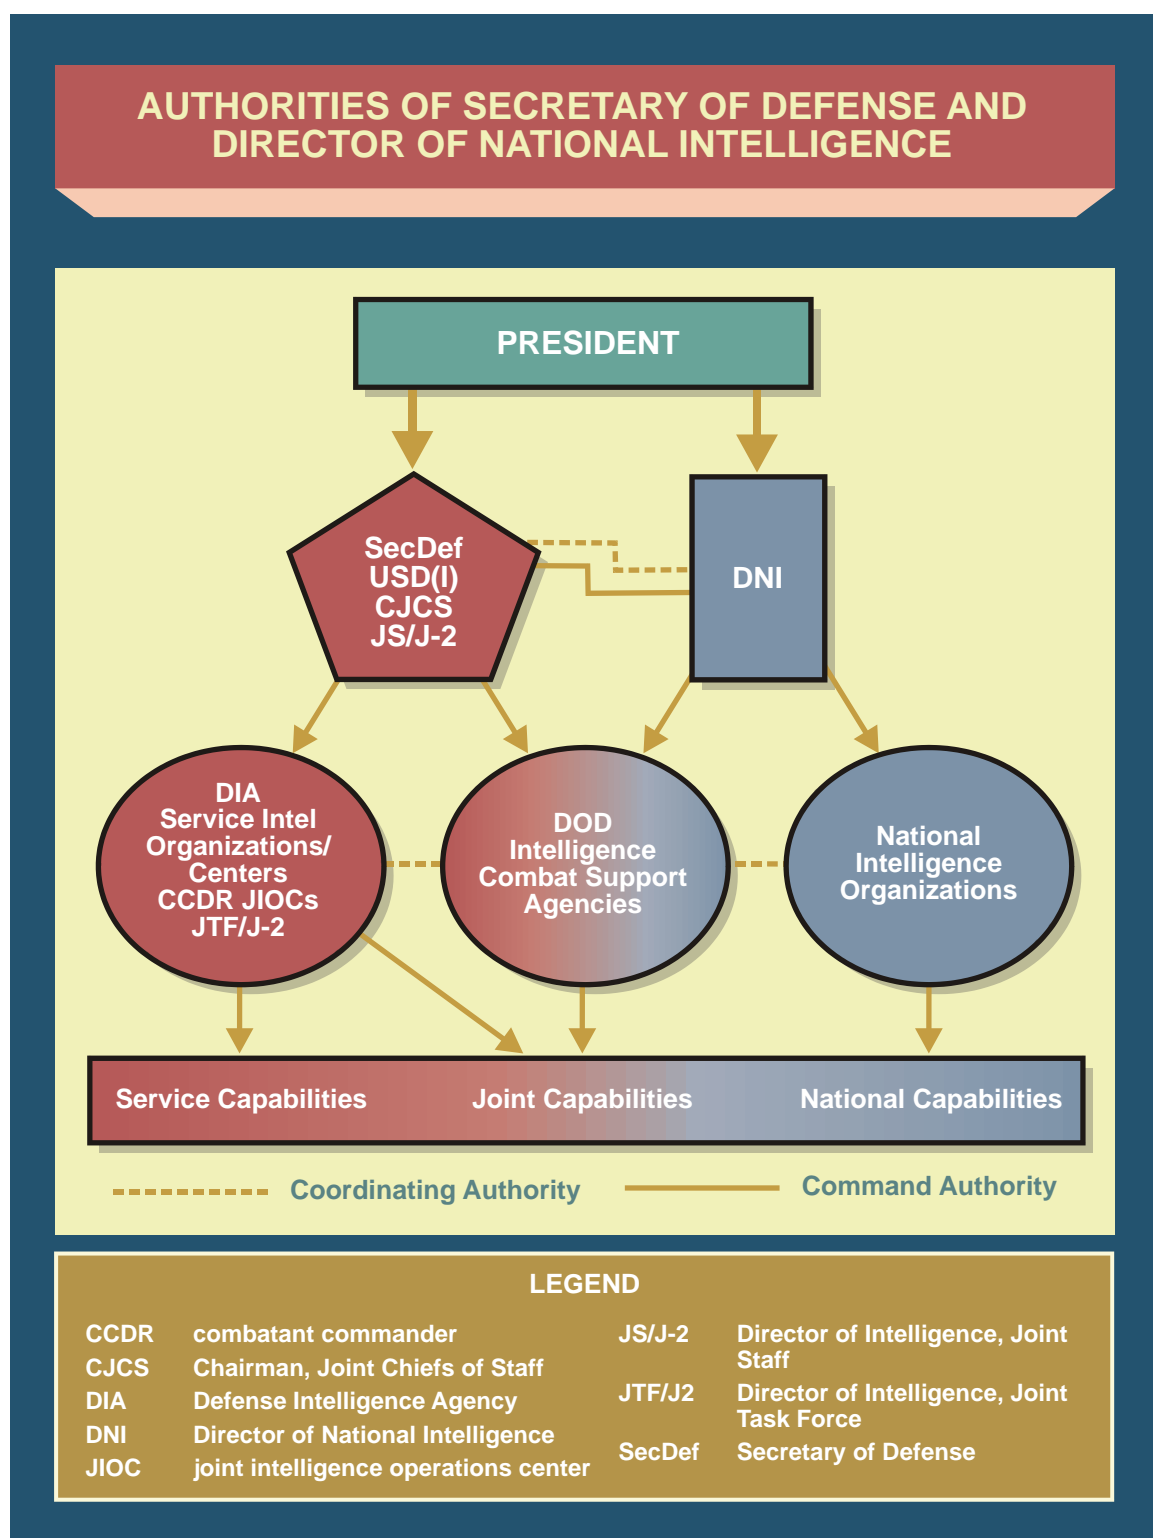 AUTHORITIES OF SECRETARY OF DEFENSE AND
DIRECTOR OF NATIONAL INTELLIGENCE
PRESIDENT
SecDef
USD(I)
CJCS
JS/J-2
DNI
DIA
Service Intel
Organizations/
Centers
CCDR JIOCs
JTF/J-2
DOD
Intelligence
Combat Support
Agencies
National
Intelligence
Organizations
Service Capabilities
Joint Capabilities
National Capabilities
Coordinating Authority
Command Authority
LEGEND
CCDR combatant commander
CJCS Chairman, Joint Chiefs of Staff
DIA Defense Intelligence Agency
DNI Director of National Intelligence
JIOC joint intelligence operations center
JS/J-2 Director of Intelligence, Joint
Staff
JTF/J2 Director of Intelligence, Joint
Task Force
SecDef Secretary of Defense